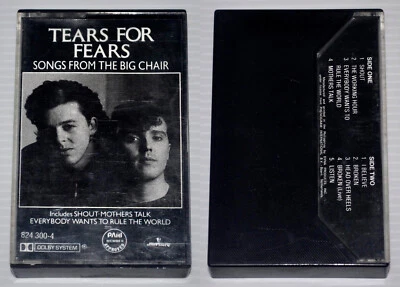 TEARS FOR
FEARS
SONGS FROM THE BIG CHAIR
Includes SHOUT·MOTHERS TALK
EVERYBODY WANTS TO RULE THE WORLD
824 300-4
DOLBY SYSTEM
SIDE ONE
1. SHOUT
2. THE WORKING HOUR
3. EVERYBODY WANTS TO
RULE THE WORLD
4. MOTHERS TALK
SIDE TWO
1. I BELIEVE
2. BROKEN
3. HEAD OVER HEELS
4. BROKEN (Live)
5. LISTEN